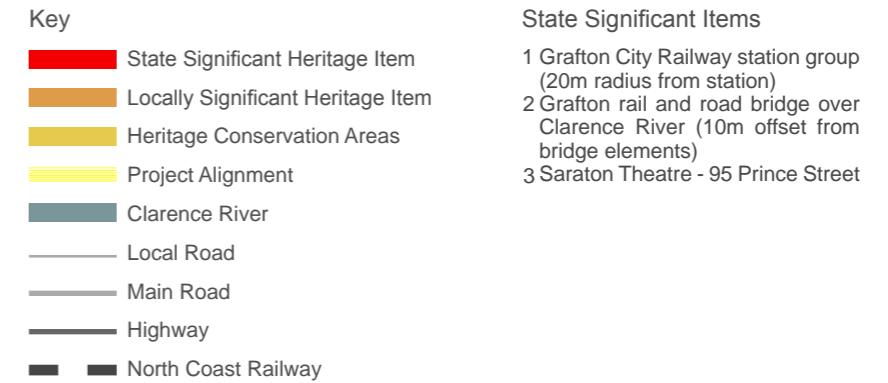 Key
State Significant Heritage Item
Locally Significant Heritage Item
Heritage Conservation Areas
Project Alignment
Clarence River
Local Road
Main Road
Highway
North Coast Railway
State Significant Items
1 Grafton City Railway station group
(20m radius from station)
2 Grafton rail and road bridge over
Clarence River (10m offset from
bridge elements)
3 Saraton Theatre - 95 Prince Street